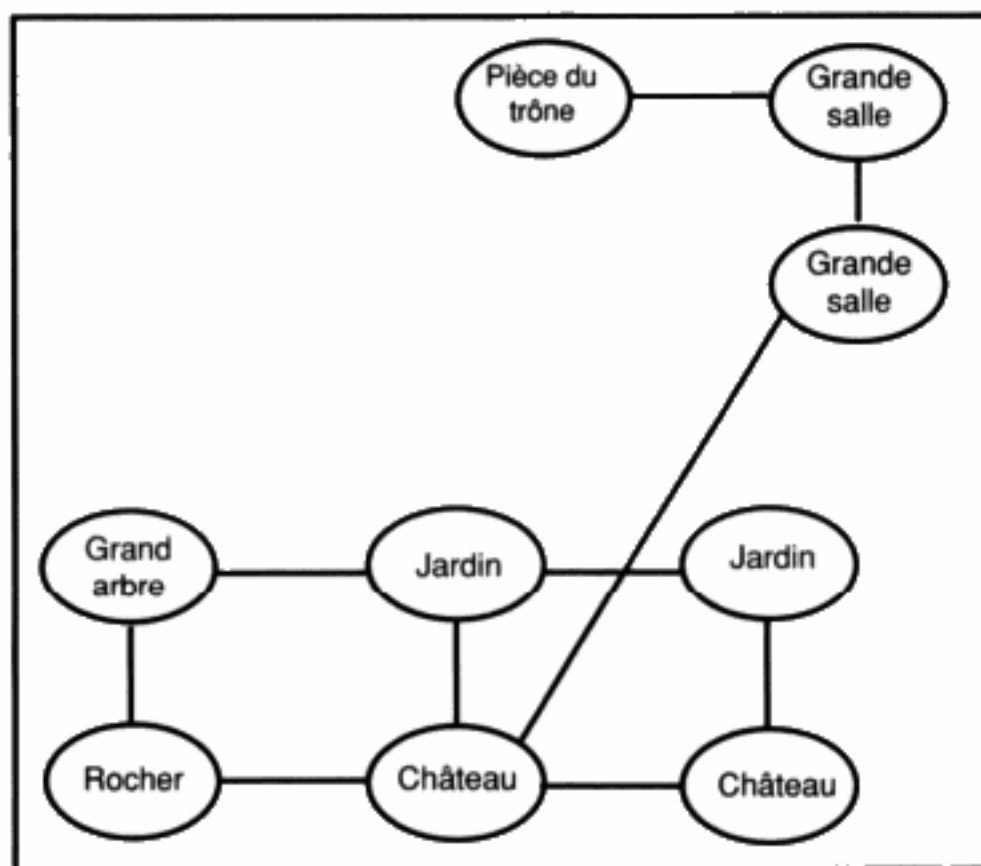 Pièce du
trône
Grande
salle
Grande
salle
Grand
arbre
Jardin
Jardin
Rocher
Château
Château